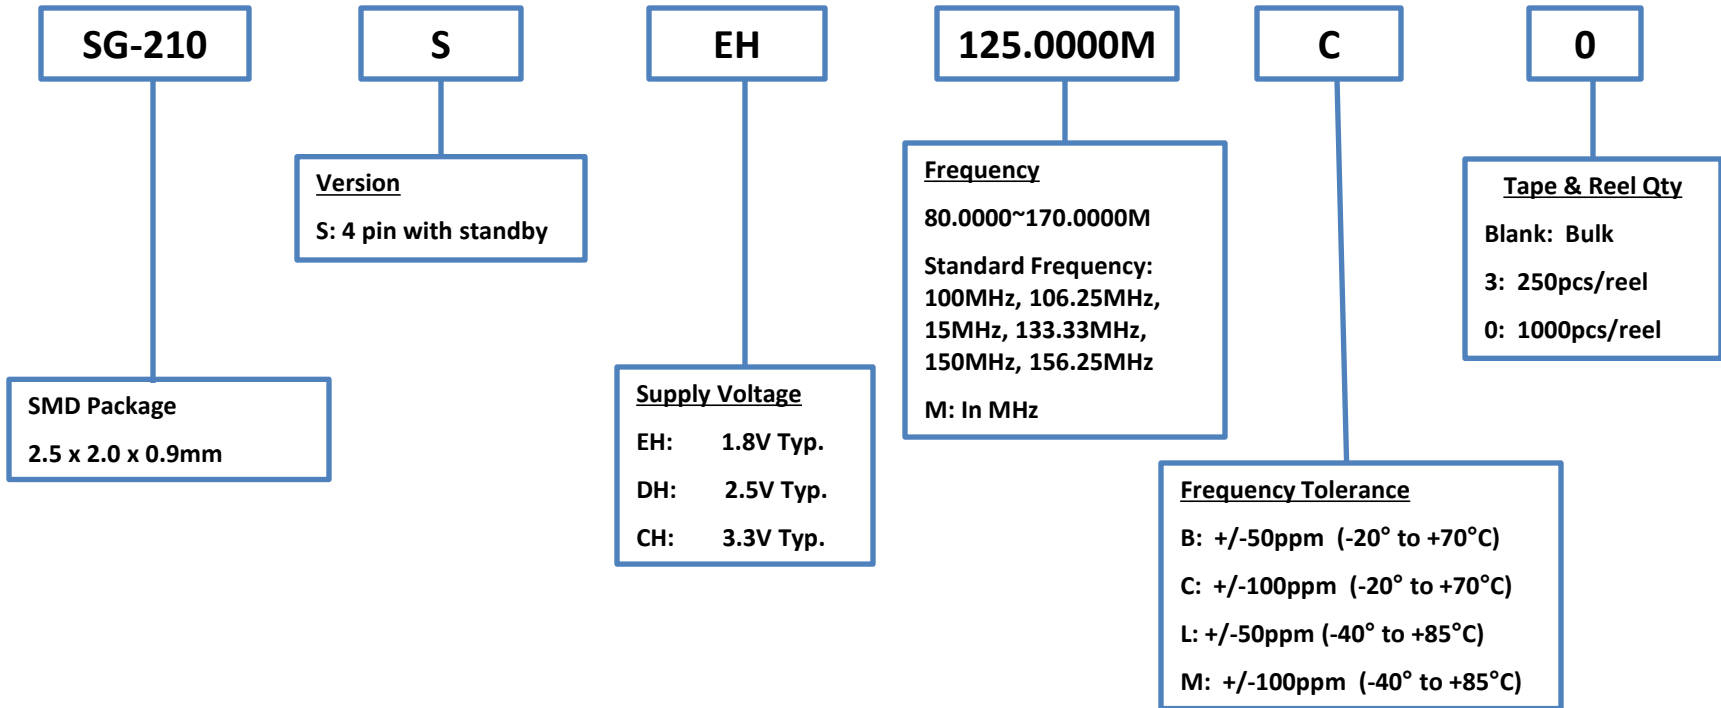 SG-210
S
EH
125.0000M
C
0
Version
S: 4 pin with standby
Frequency
80.0000~170.0000M
Standard Frequency:
100MHz, 106.25MHz,
15MHz, 133.33MHz,
150MHz, 156.25MHz
M: In MHz
Tape & Reel Qty
Blank: Bulk
3: 250pcs/reel
0: 1000pcs/reel
SMD Package
2.5 x 2.0 x 0.9mm
Supply Voltage
EH: 1.8V Typ.
DH: 2.5V Typ.
CH: 3.3V Typ.
Frequency Tolerance
B: +/-50ppm (-20° to +70°C)
C: +/-100ppm (-20° to +70°C)
L: +/-50ppm (-40° to +85°C)
M: +/-100ppm (-40° to +85°C)